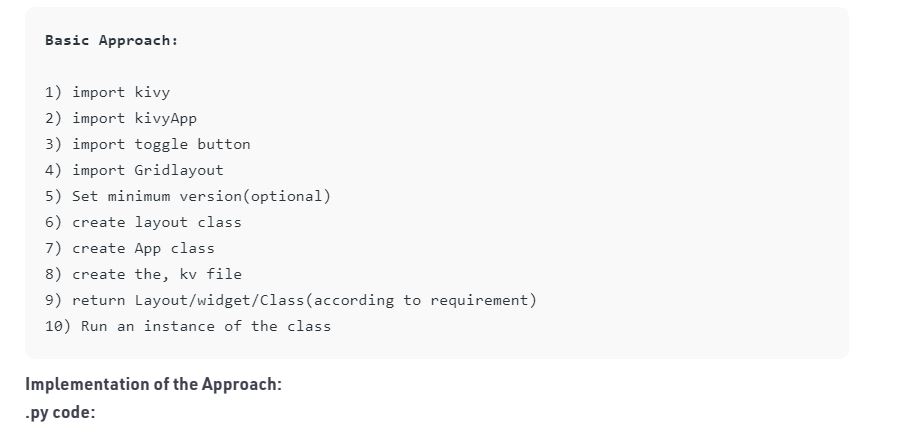 Basic Approach:
1) import kivy
2) import kivyApp
3) import toggle button
4) import Gridlayout
5) Set minimum version(optional)
6) create layout class
7) create App class
8) create the, kv file
9) return Layout/widget/Class(according to requirement)
10) Run an instance of the class
Implementation of the Approach:
.py code: